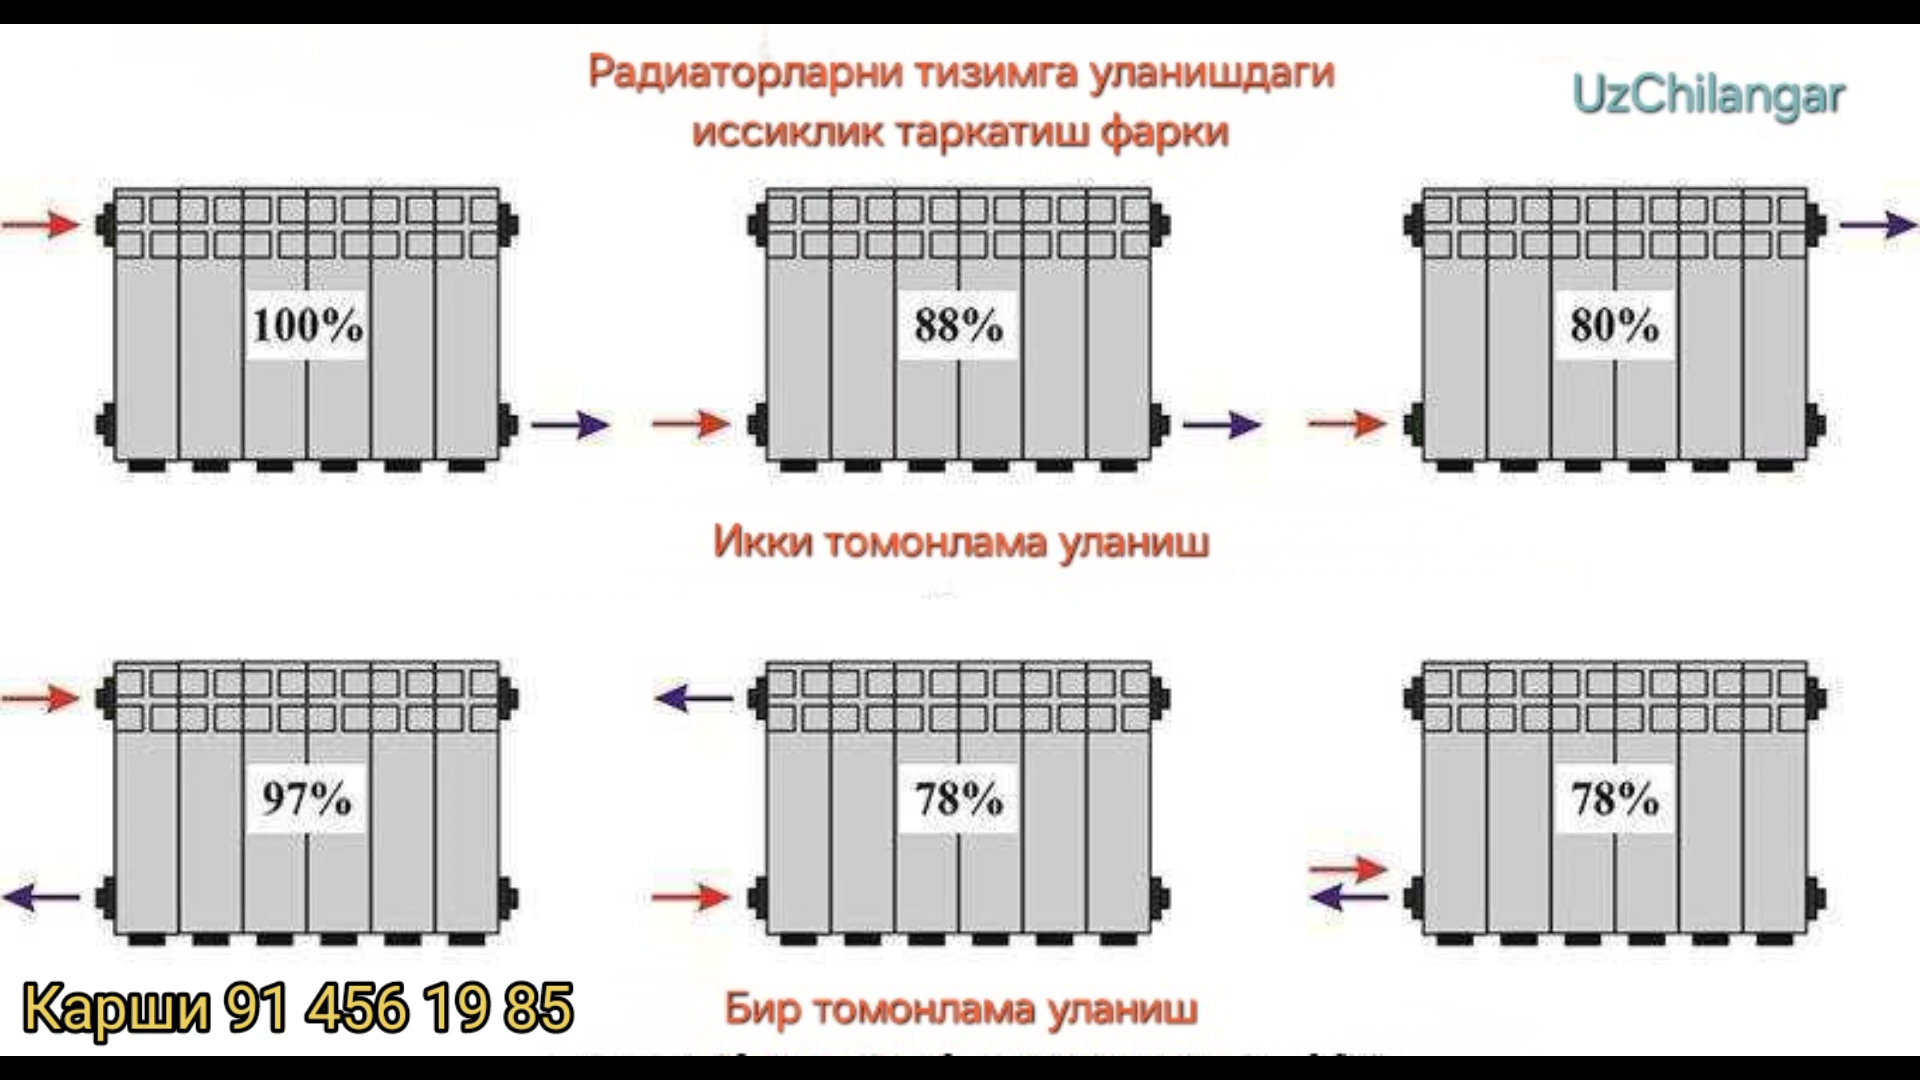 Радиаторларни тизимга уланишдаги
иссиклик таркатиш фарки
UzChilangar
100%
88%
80%
Икки томонлама уланиш
97%
78%
78%
Карши 91 456 19 85
Бир томонлама уланиш